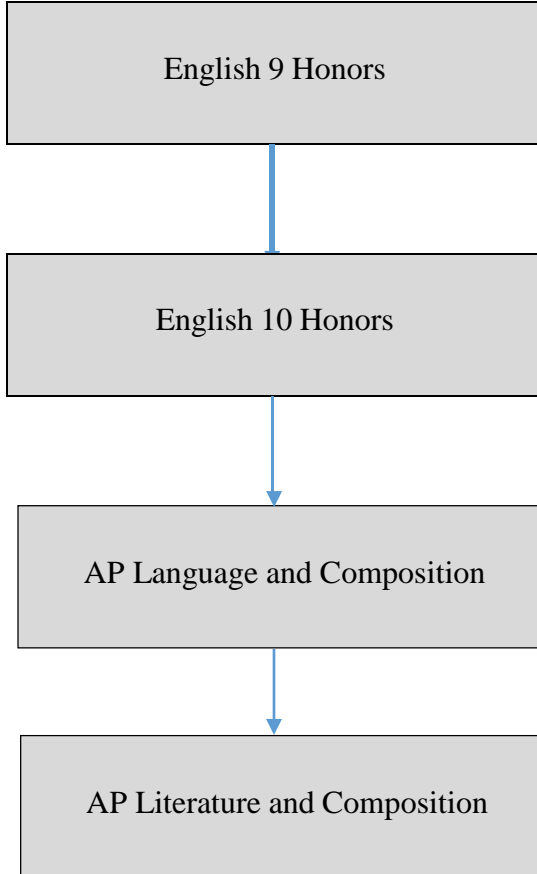 English 9 Honors
English 10 Honors
AP Language and Composition
AP Literature and Composition